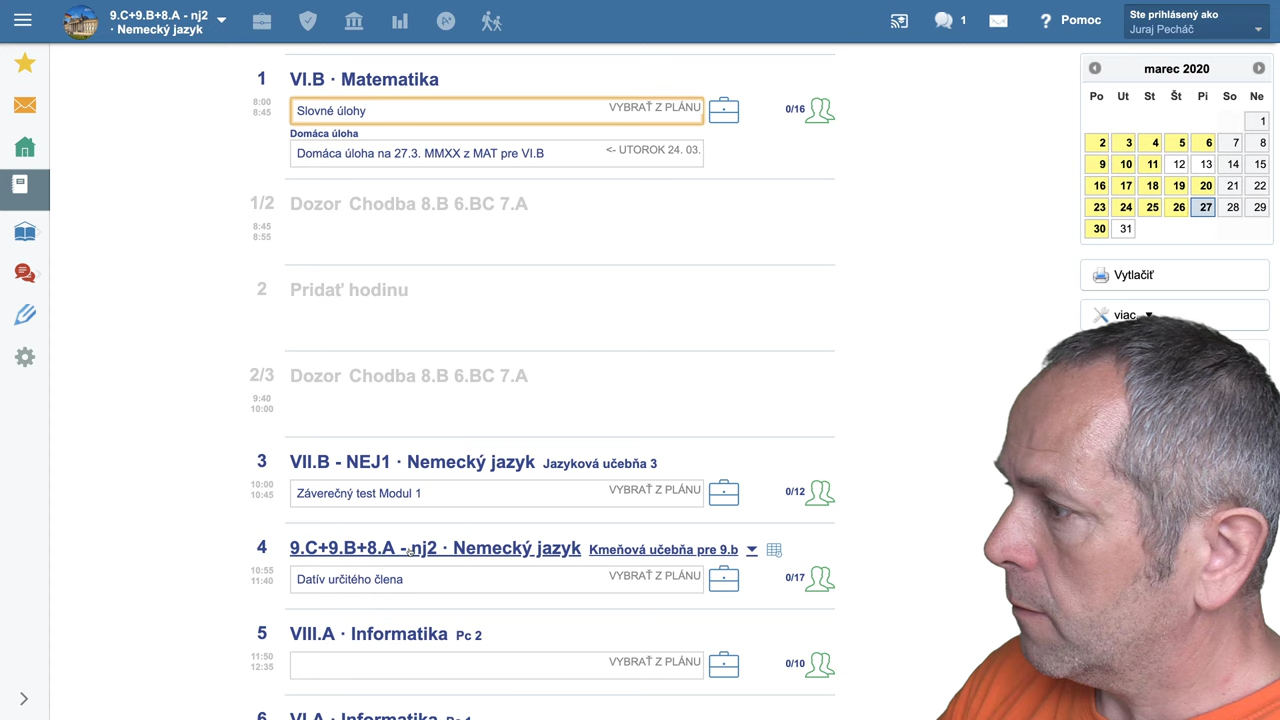 9.C+9.B+8.A - nj2
· Nemecký jazyk
1
? Pomoc
Ste prihlásený ako
Juraj Pecháč
1 VI.B · Matematika
8:00
8:45
Slovné úlohy VYBRAŤ Z PLÁNU
0/16
Domáca úloha
Domáca úloha na 27.3. MMXX z MAT pre VI.B <- UTOROK 24. 03.
1/2 Dozor Chodba 8.B 6.BC 7.A
8:45
8:55
2 Pridať hodinu
2/3 Dozor Chodba 8.B 6.BC 7.A
9:40
10:00
3 VII.B - NEJ1 · Nemecký jazyk Jazyková učebňa 3
10:00
10:45
Záverečný test Modul 1 VYBRAŤ Z PLÁNU
0/12
4 9.C+9.B+8.A - nj2 · Nemecký jazyk Kmeňová učebňa pre 9.b
10:55
11:40
Datív určitého člena VYBRAŤ Z PLÁNU
0/17
5 VIII.A · Informatika Pc 2
11:50
12:35
VYBRAŤ Z PLÁNU
0/10
6 VI.A · Informatika Pc 1
marec 2020
Po Ut St Št Pi So Ne
1
2 3 4 5 6 7 8
9 10 11 12 13 14 15
16 17 18 19 20 21 22
23 24 25 26 27 28 29
30 31
Vytlačiť
viac